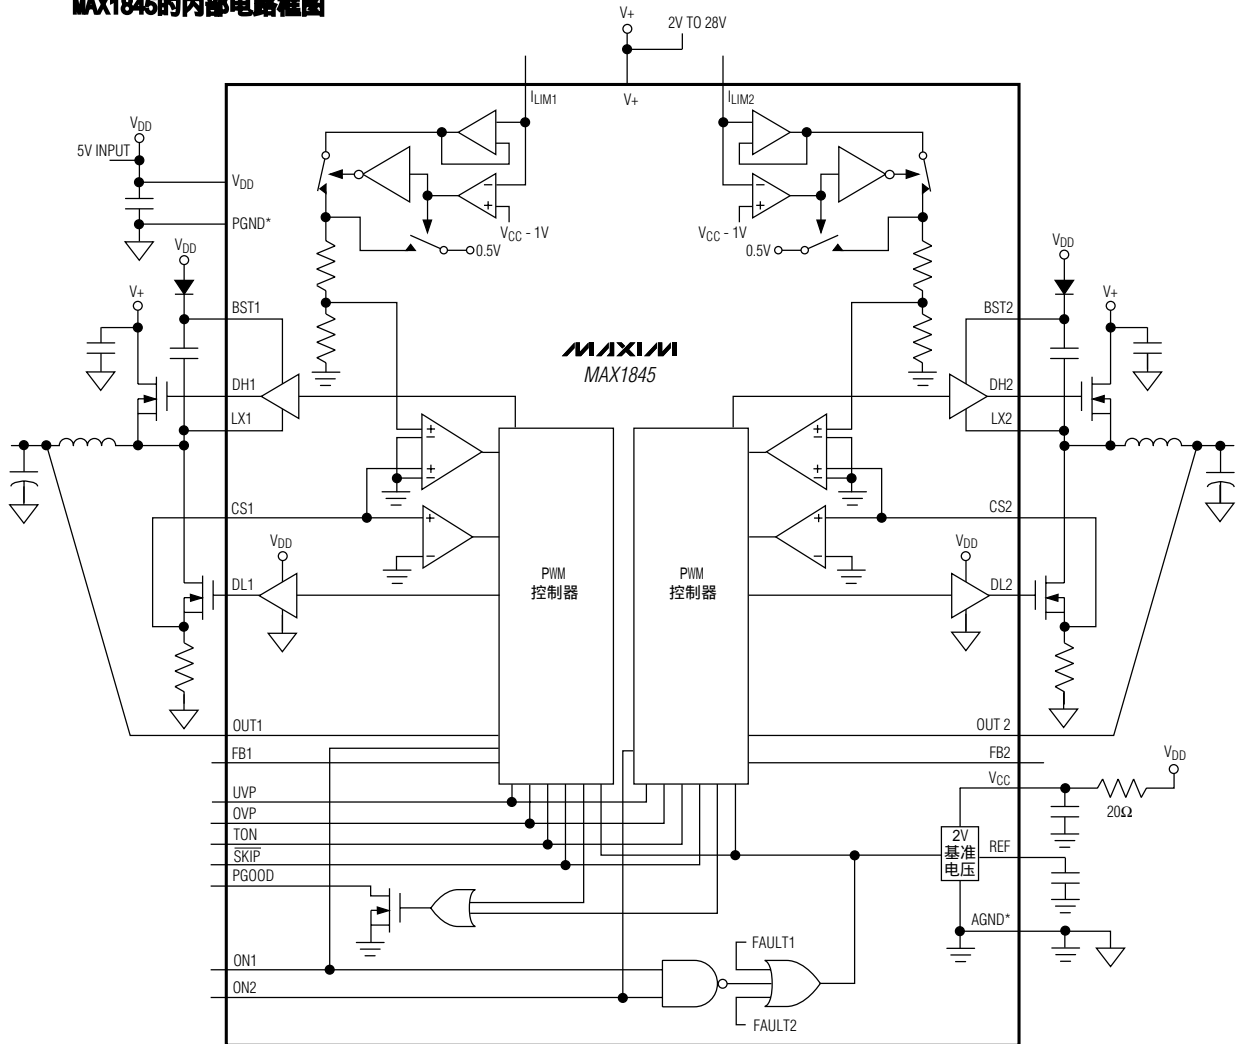 MAX1845的内部电路框图
V+
2V TO 28V
ILIM1
V+
ILIM2
VDD
5V INPUT
VDD
PGND*
VCC - 1V
0.5V
VCC - 1V
0.5V
VDD
VDD
V+
V+
BST1
BST2
MAXIM
MAX1845
DH1
DH2
LX1
LX2
CS1
CS2
VDD
VDD
DL1
DL2
PWM
控制器
PWM
控制器
OUT1
OUT 2
FB1
FB2
VDD
VCC
20Ω
UVP
OVP
TON
SKIP
PGOOD
2V
基准
电压
REF
AGND*
FAULT1
ON1
ON2
FAULT2